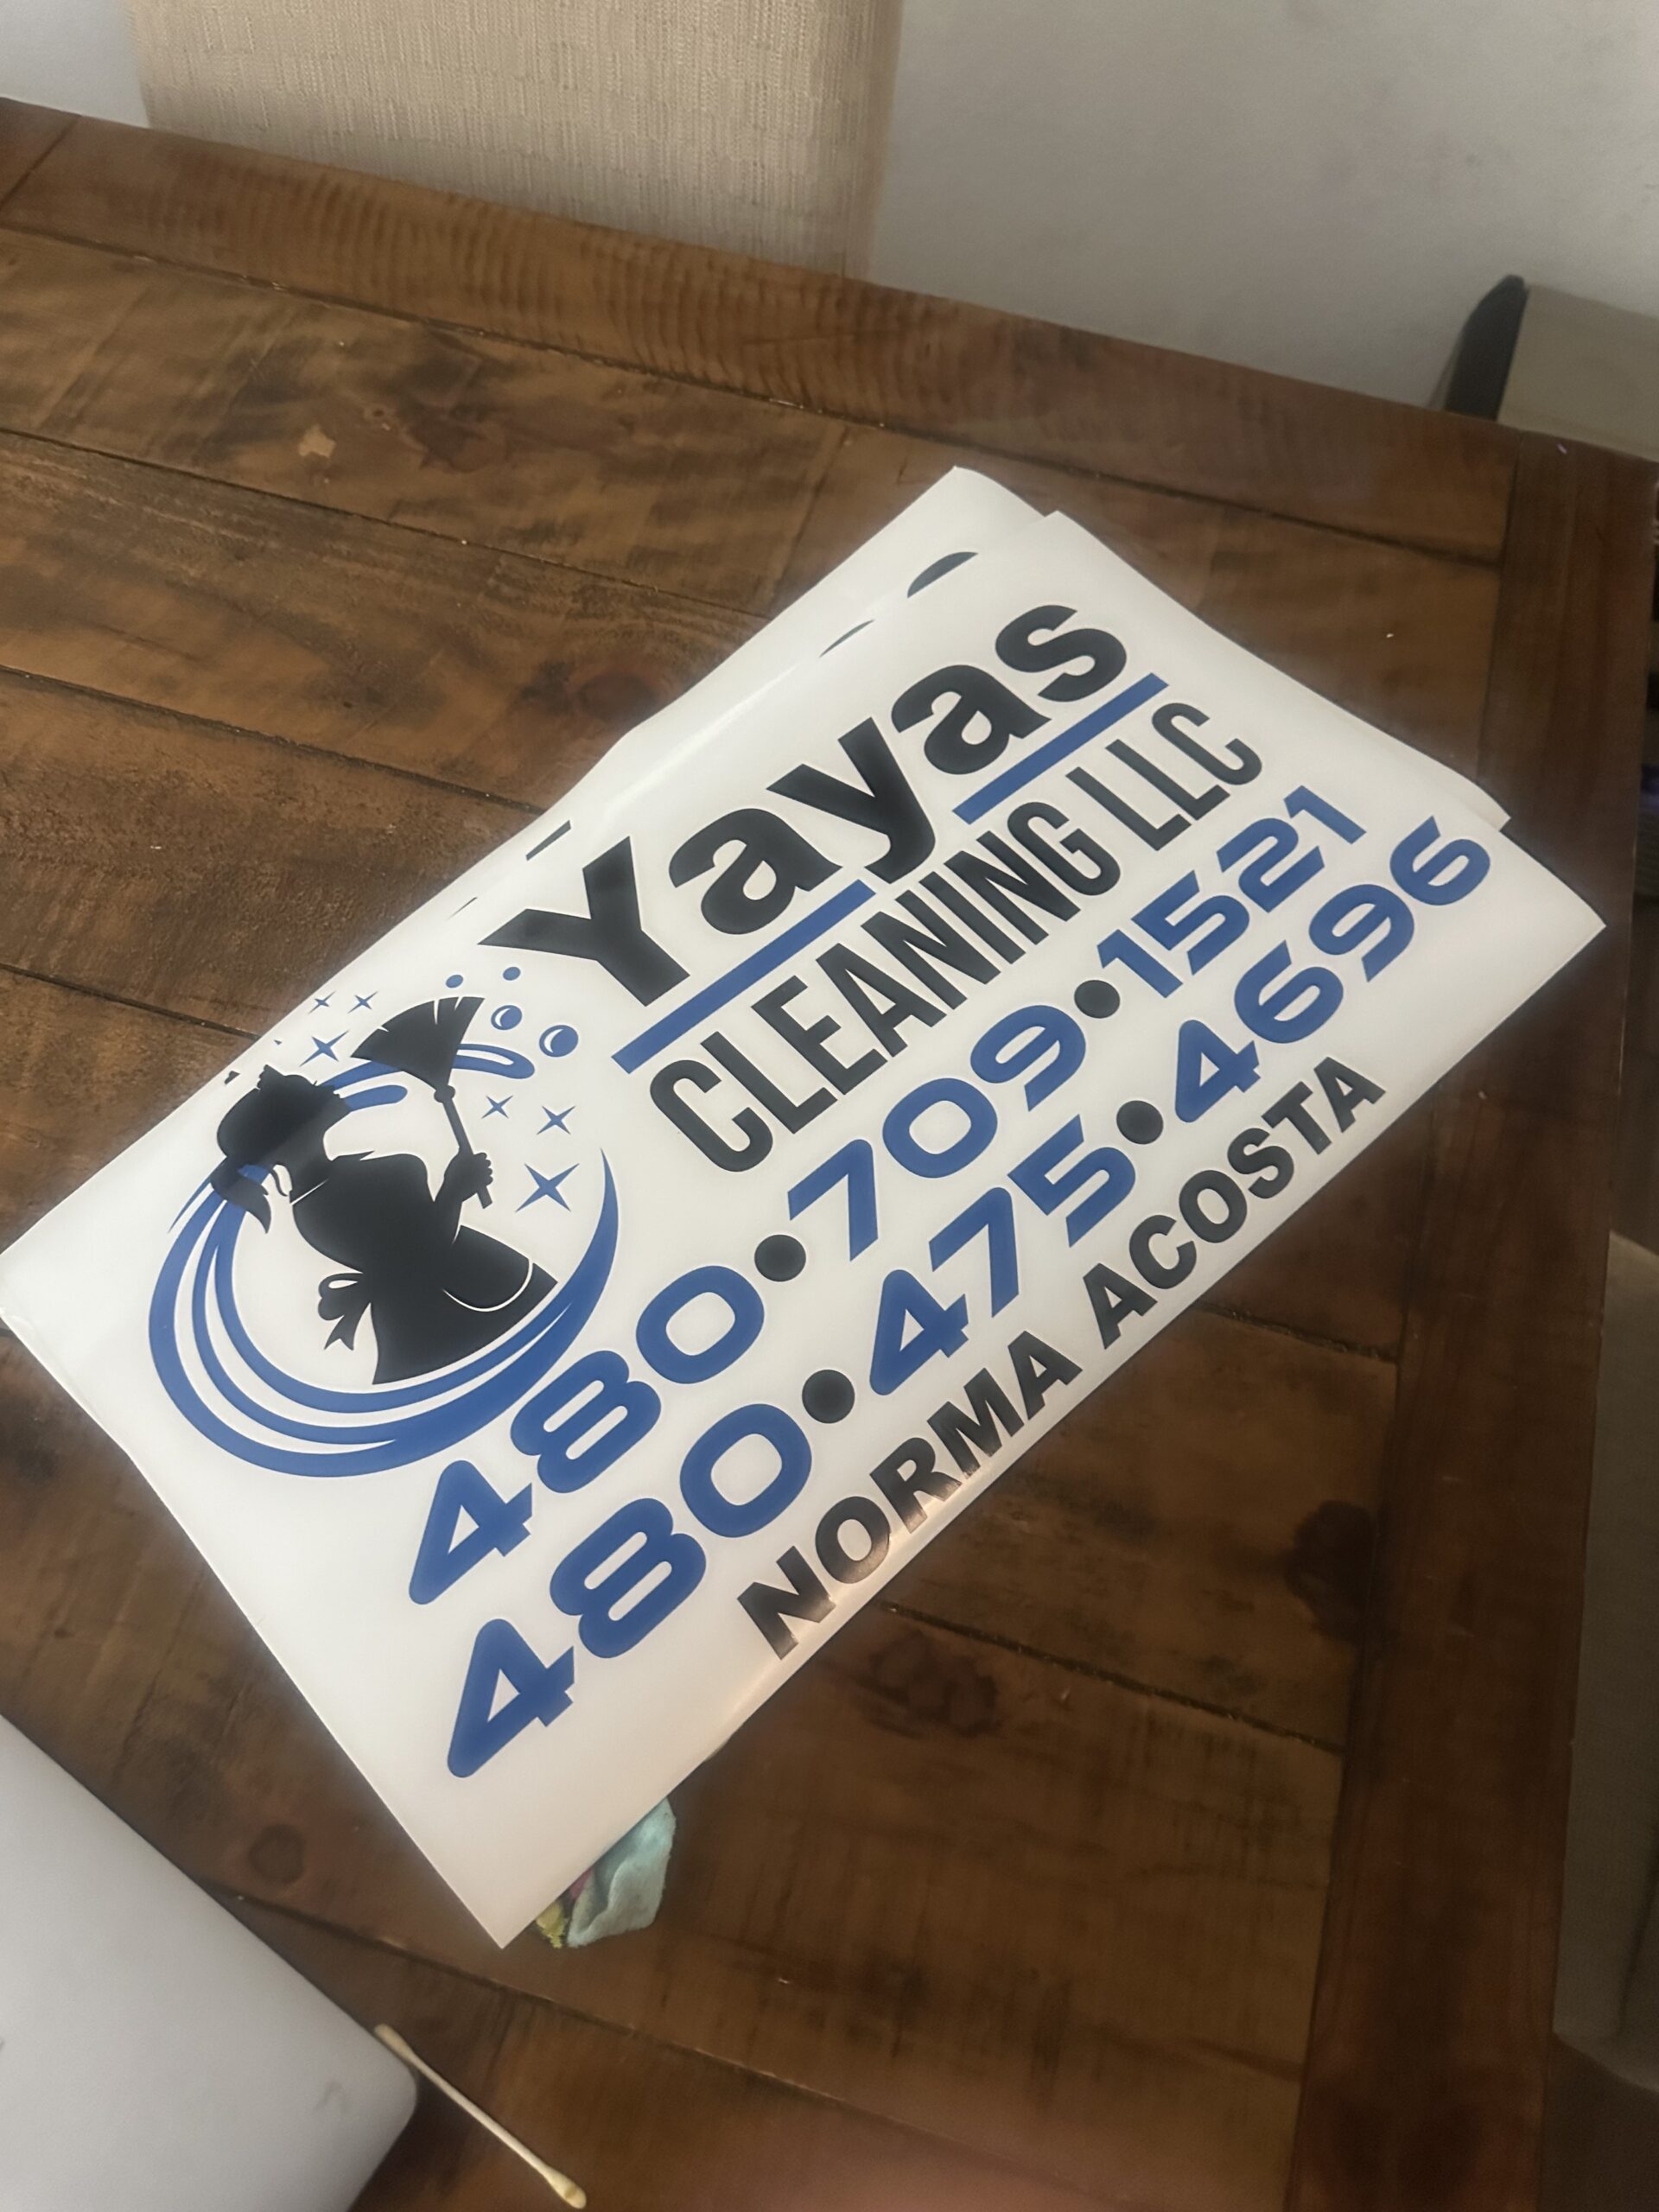 Yayas
CLEANING LLC
480•709•1521
480•475•4696
NORMA ACOSTA